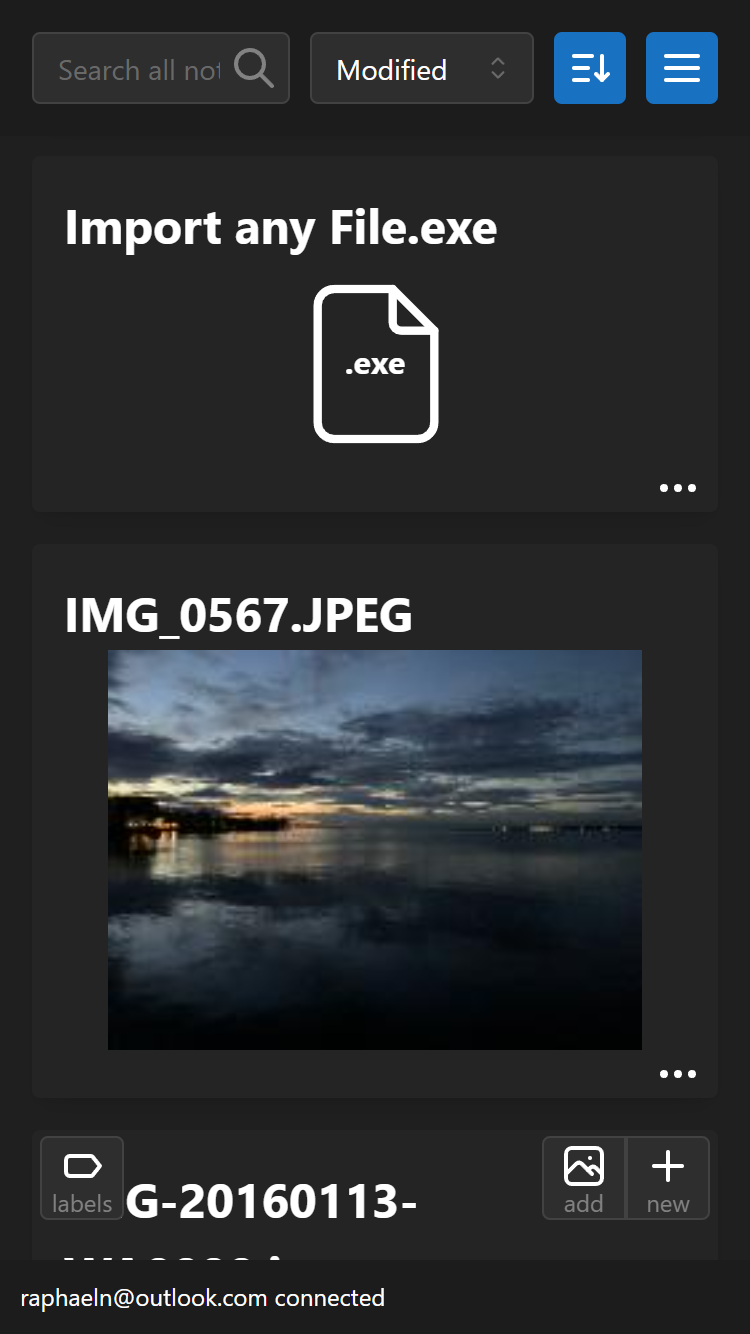 Search all not
Modified
Import any File.exe
.exe
IMG_0567.JPEG
labels
G-20160113-
add
new
raphaeln@outlook.com connected